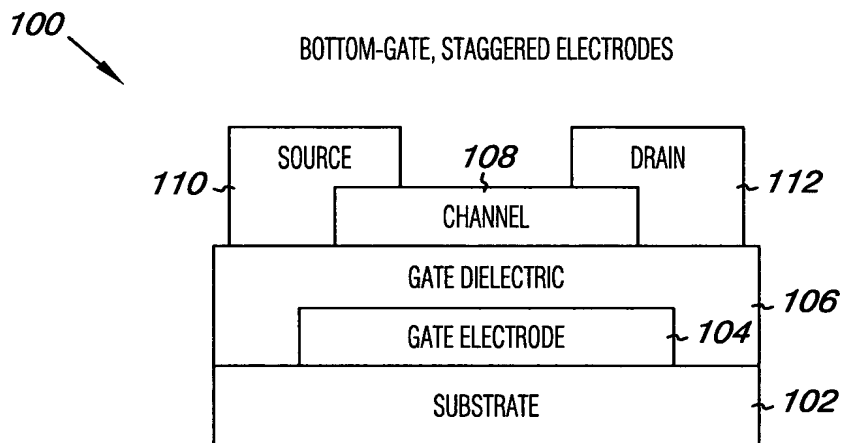 100
BOTTOM-GATE, STAGGERED ELECTRODES
SOURCE
108
DRAIN
110
112
CHANNEL
GATE DIELECTRIC
106
GATE ELECTRODE
104
SUBSTRATE
102